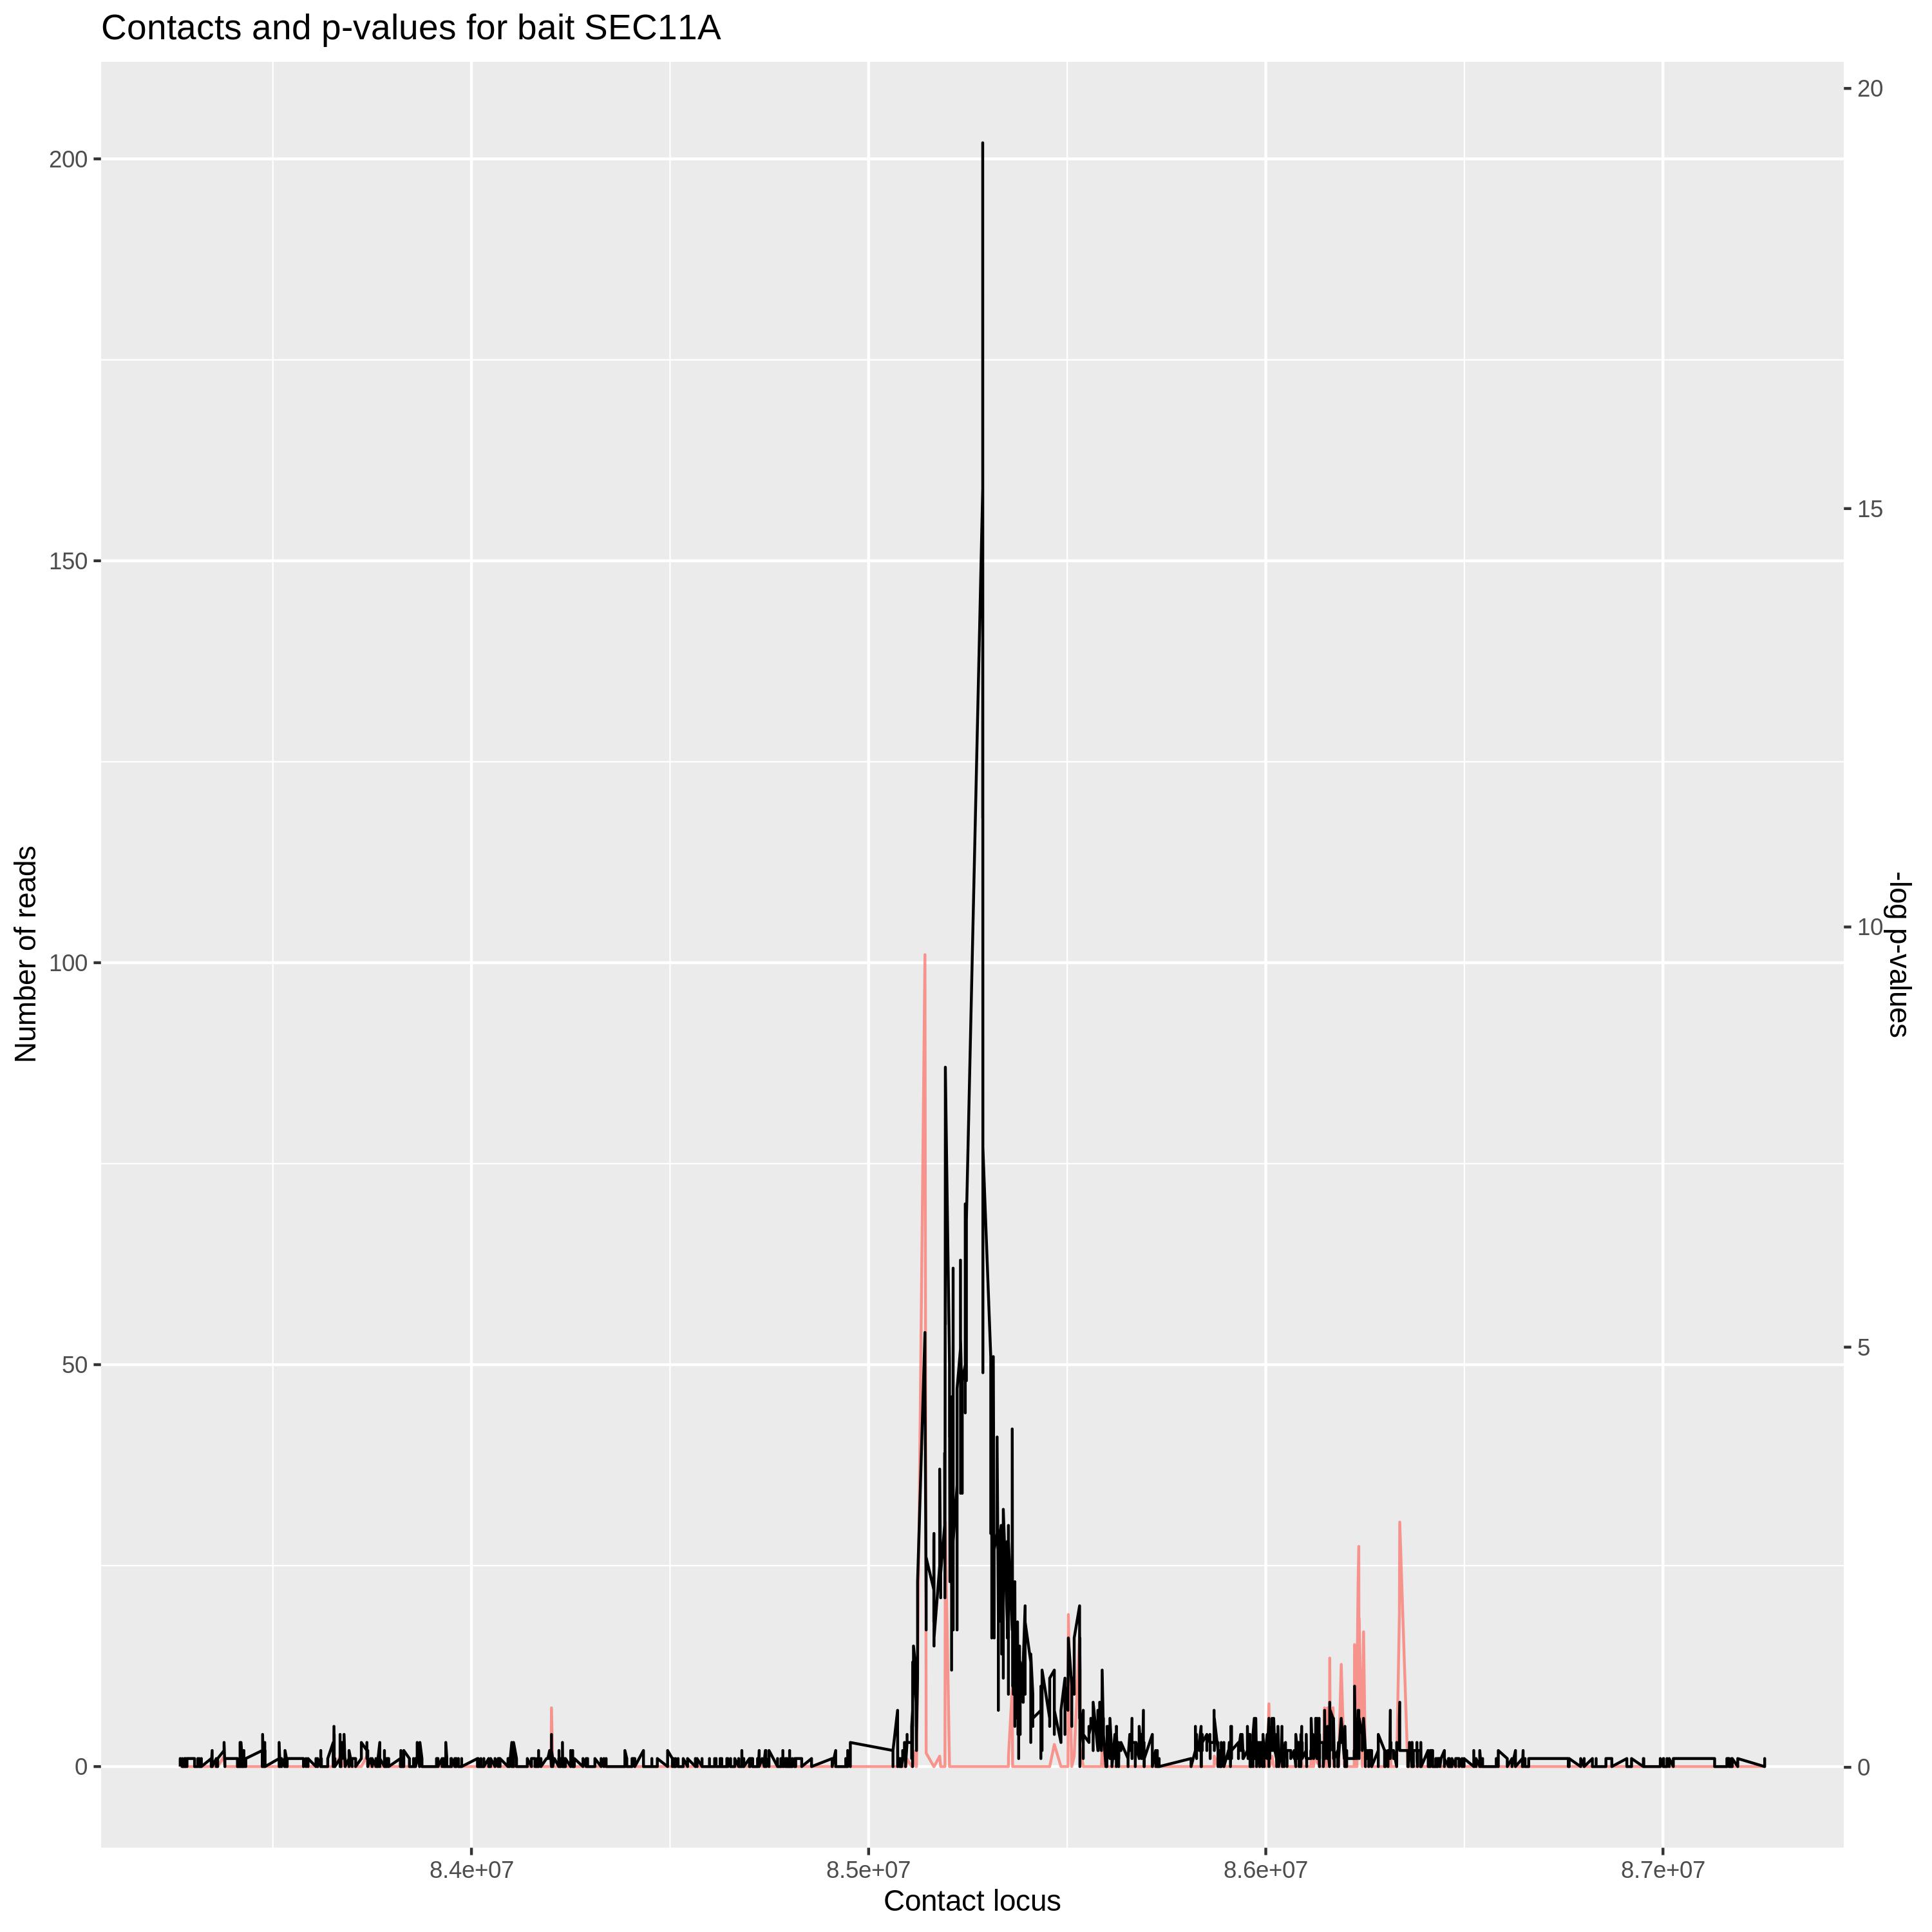 Contacts and p-values for bait SEC11A
200
150
100
50
0
Number of reads
20
15
10
5
0
-log p-values
8.4e+07
8.5e+07
8.6e+07
8.7e+07
Contact locus